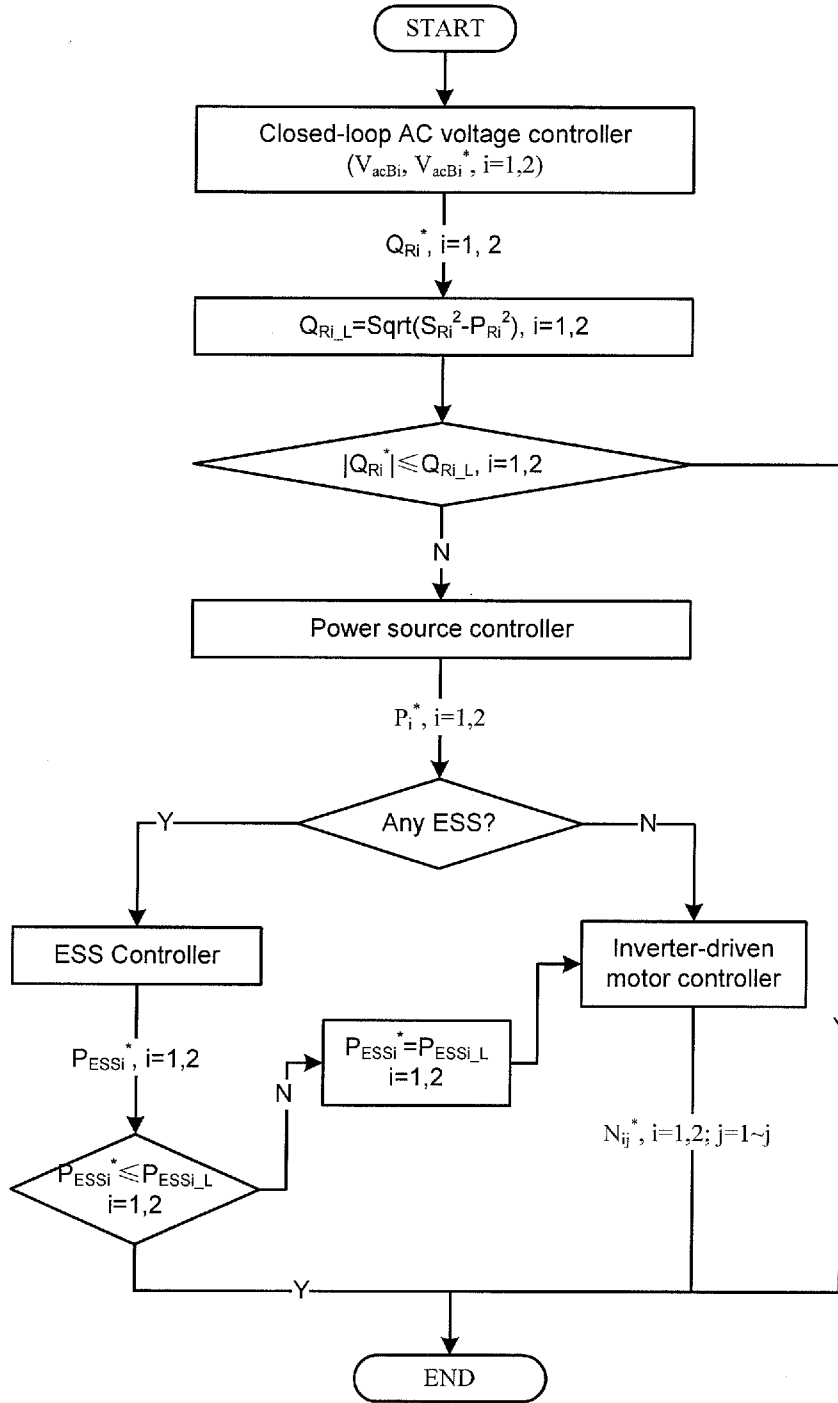 START
Closed-loop AC voltage controller
(V_acBi, V_acBi*, i=1,2)
Q_Ri*, i=1, 2
Q_Ri_L=Sqrt(S_Ri²-P_Ri²), i=1,2
|Q_Ri*|≤Q_Ri_L, i=1,2
N
Power source controller
P_i*, i=1,2
Any ESS?
Y
N
ESS Controller
Inverter-driven
motor controller
P_ESSi*, i=1,2
P_ESSi*=P_ESSi_L
i=1,2
N
Y
N_ij*, i=1,2; j=1~j
P_ESSi*≤P_ESSi_L
i=1,2
Y
END